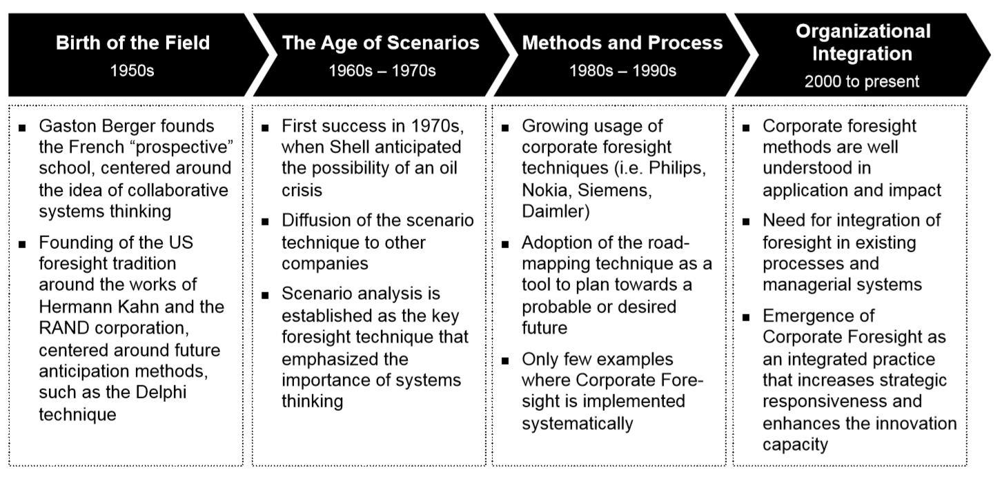 Birth of the Field
1950s
Gaston Berger founds
the French “prospective”
school, centered around
the idea of collaborative
systems thinking
Founding of the US
foresight tradition
around the works of
Hermann Kahn and the
RAND corporation,
centered around future
anticipation methods,
such as the Delphi
technique
The Age of Scenarios
1960s – 1970s
First success in 1970s,
when Shell anticipated
the possibility of an oil
crisis
Diffusion of the scenario
technique to other
companies
Scenario analysis is
established as the key
foresight technique that
emphasized the
importance of systems
thinking
Methods and Process
1980s – 1990s
Growing usage of
corporate foresight
techniques (i.e. Philips,
Nokia, Siemens,
Daimler)
Adoption of the road-
mapping technique as a
tool to plan towards a
probable or desired
future
Only few examples
where Corporate Fore-
sight is implemented
systematically
Organizational
Integration
2000 to present
Corporate foresight
methods are well
understood in
application and impact
Need for integration of
foresight in existing
processes and
managerial systems
Emergence of
Corporate Foresight as
an integrated practice
that increases strategic
responsiveness and
enhances the innovation
capacity